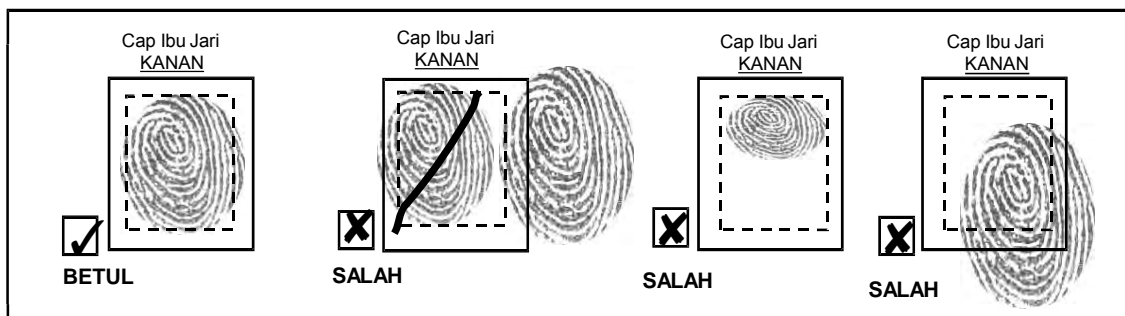 Cap Ibu Jari
KANAN
BETUL
Cap Ibu Jari
KANAN
SALAH
Cap Ibu Jari
KANAN
SALAH
Cap Ibu Jari
KANAN
SALAH